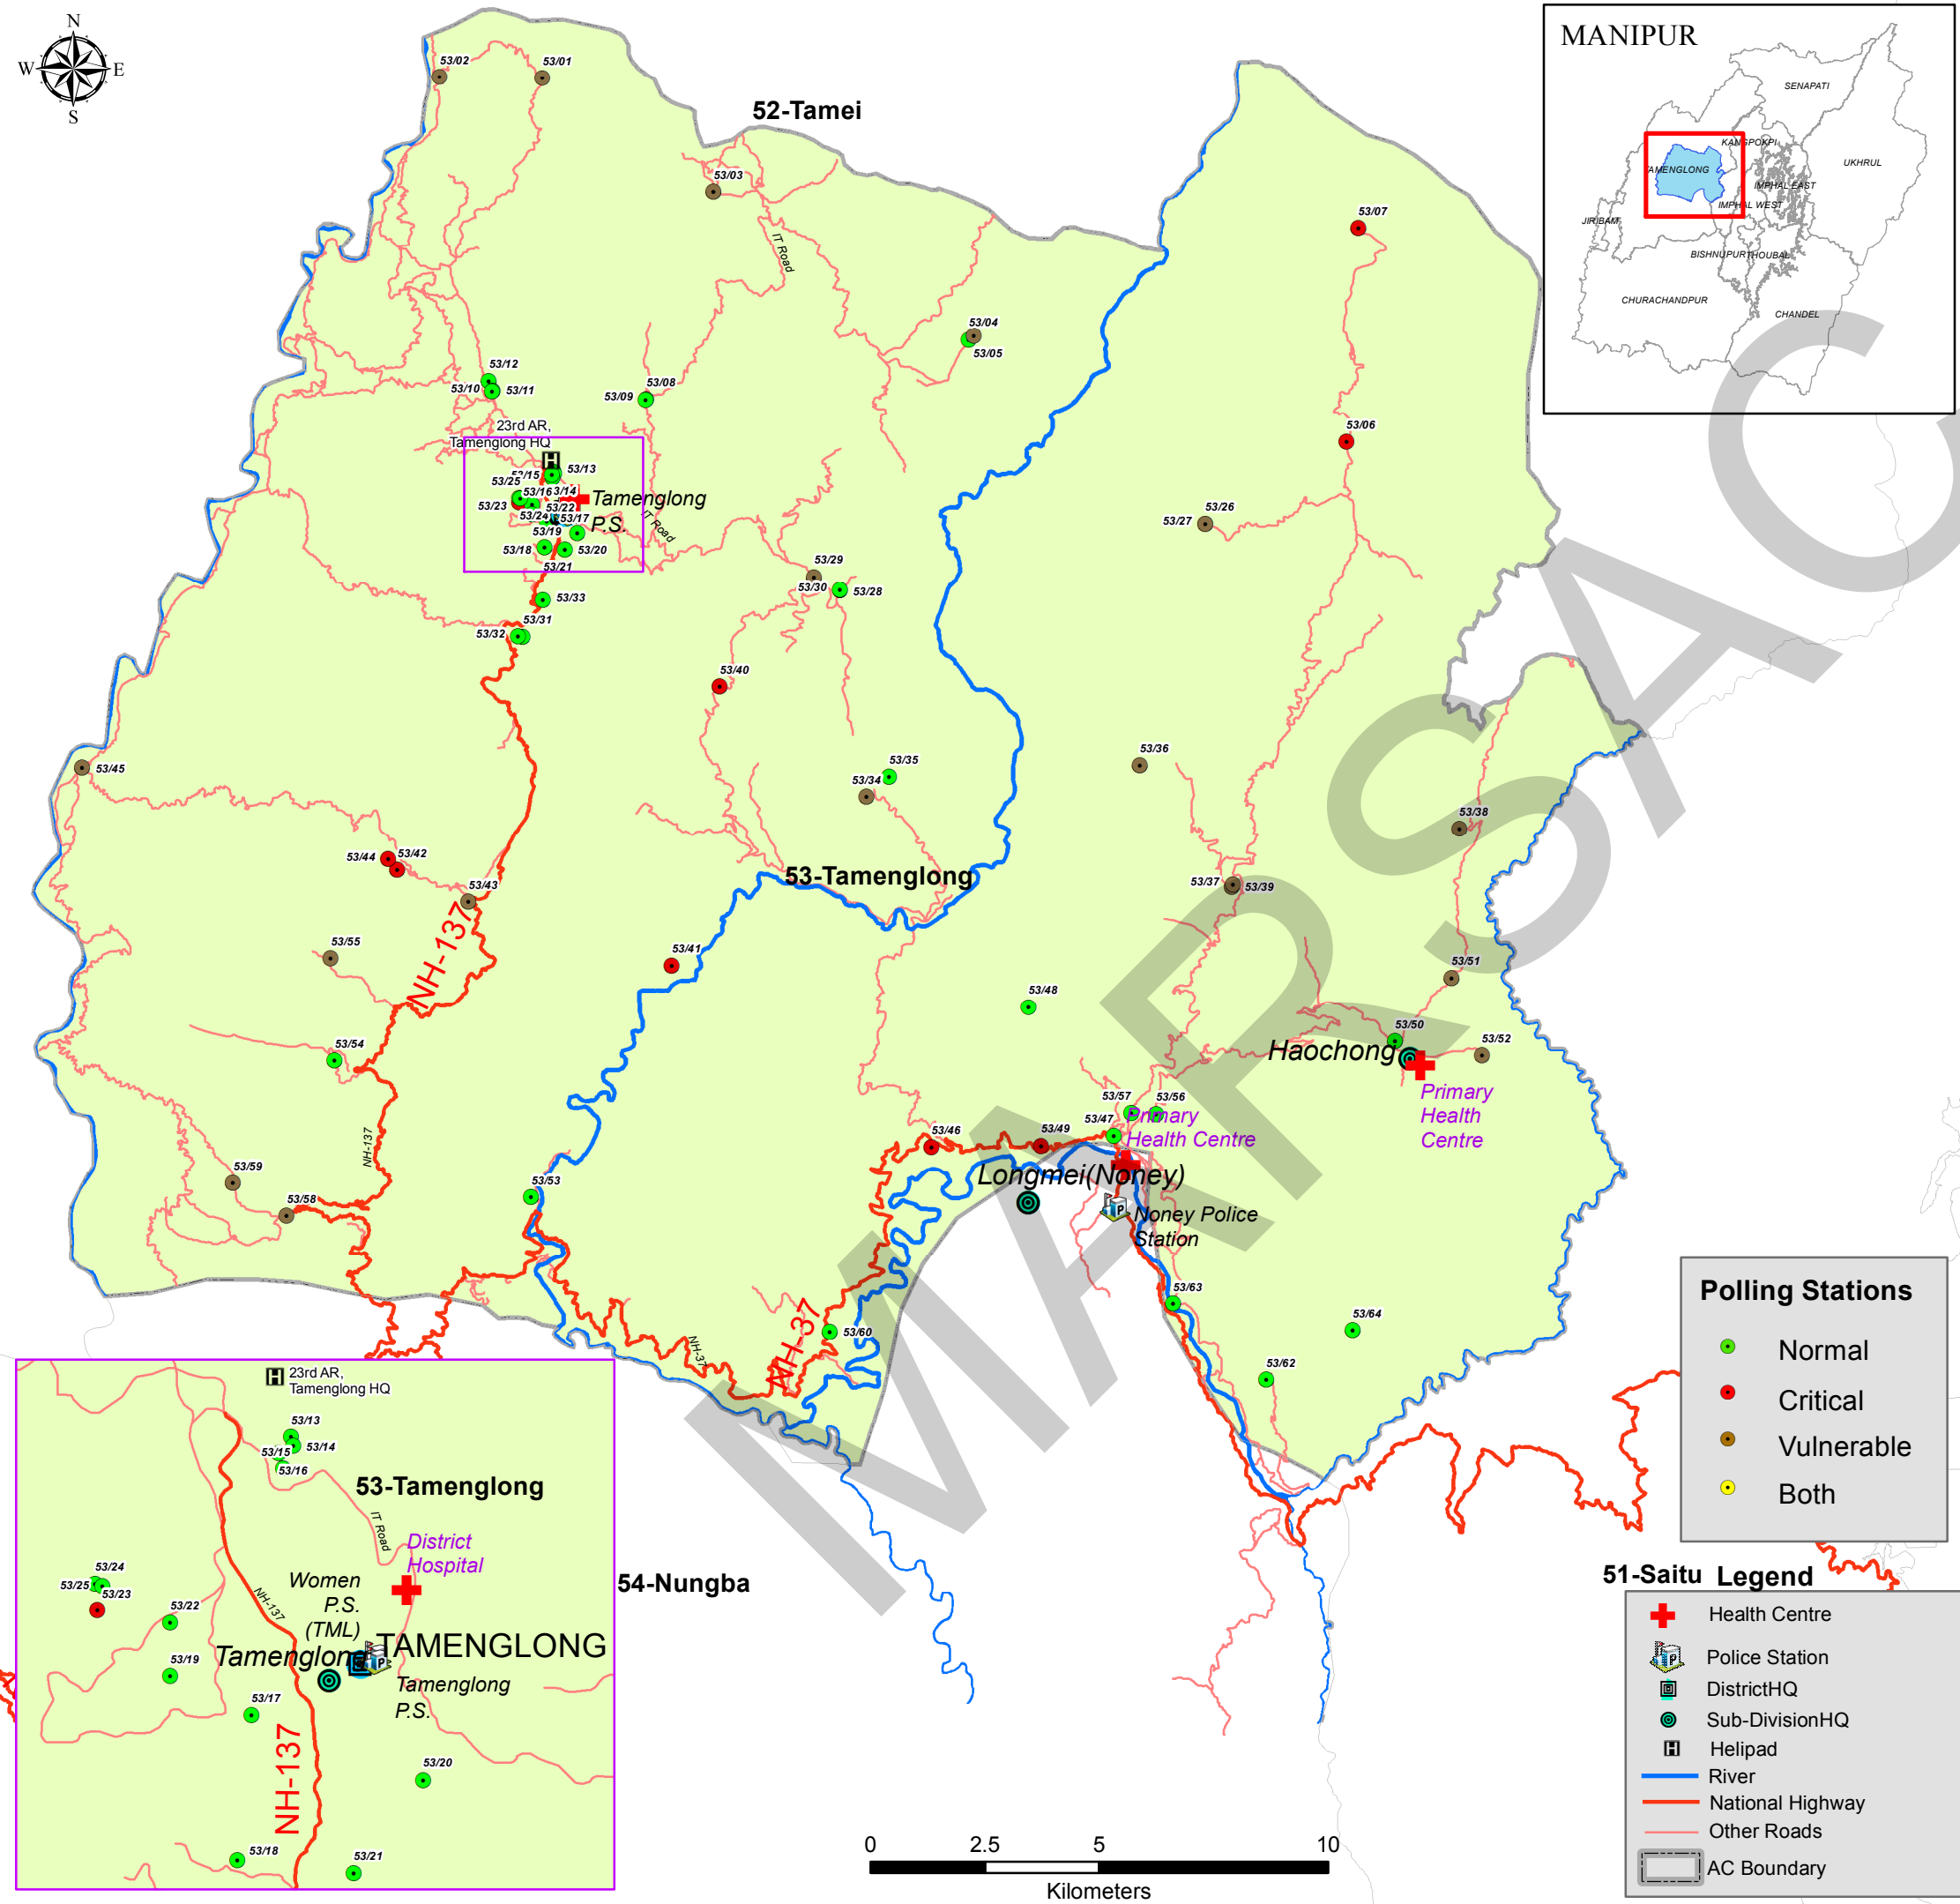 N
W
E
S
52-Tamei
MANIPUR
SENAPATI
KANGPOKPI
UKHRUL
TAMENGLONG
IMPHAL EAST
IMPHAL WEST
JIRIBAM
BISHNUPUR
THOUBAL
CHURACHANDPUR
CHANDEL
53/02
53/01
53/03
IT Road
53/07
53/04
53/05
53/12
53/10
53/11
53/08
53/09
23rd AR,
Tamenglong HQ
53/06
53/13
53/15
53/25
53/16
53/14
53/23
53/22
53/24
53/17
Tamenglong
P.S.
IT Road
53/19
53/18
53/20
53/21
53/26
53/27
53/29
53/30
53/28
53/33
53/31
53/32
53/40
53/36
53/45
53/35
53/34
53/38
53/44
53/42
53/43
53-Tamenglong
53/37
53/39
NH-137
53/55
53/41
53/51
53/48
53/50
53/52
53/54
Haochong
Primary
Health
Centre
53/57
53/56
53/47
Primary
Health Centre
NH-137
53/46
53/49
Longmei(Noney)
53/59
53/58
53/53
Noney Police
Station
53/63
53/64
NH-37
NH-37
53/60
53/62
MARSAC
Polling Stations
Normal
Critical
Vulnerable
Both
23rd AR,
Tamenglong HQ
53/13
53/14
53/15
53/16
53-Tamenglong
IT Road
District
Hospital
53/24
53/25
53/23
Women
P.S.
(TML)
NH-137
53/22
Tamenglong
TAMENGLONG
53/19
Tamenglong
P.S.
53/17
NH-137
53/20
53/18
53/21
54-Nungba
51-Saitu
Legend
Health Centre
Police Station
DistrictHQ
Sub-DivisionHQ
Helipad
River
National Highway
Other Roads
AC Boundary
0
2.5
5
10
Kilometers